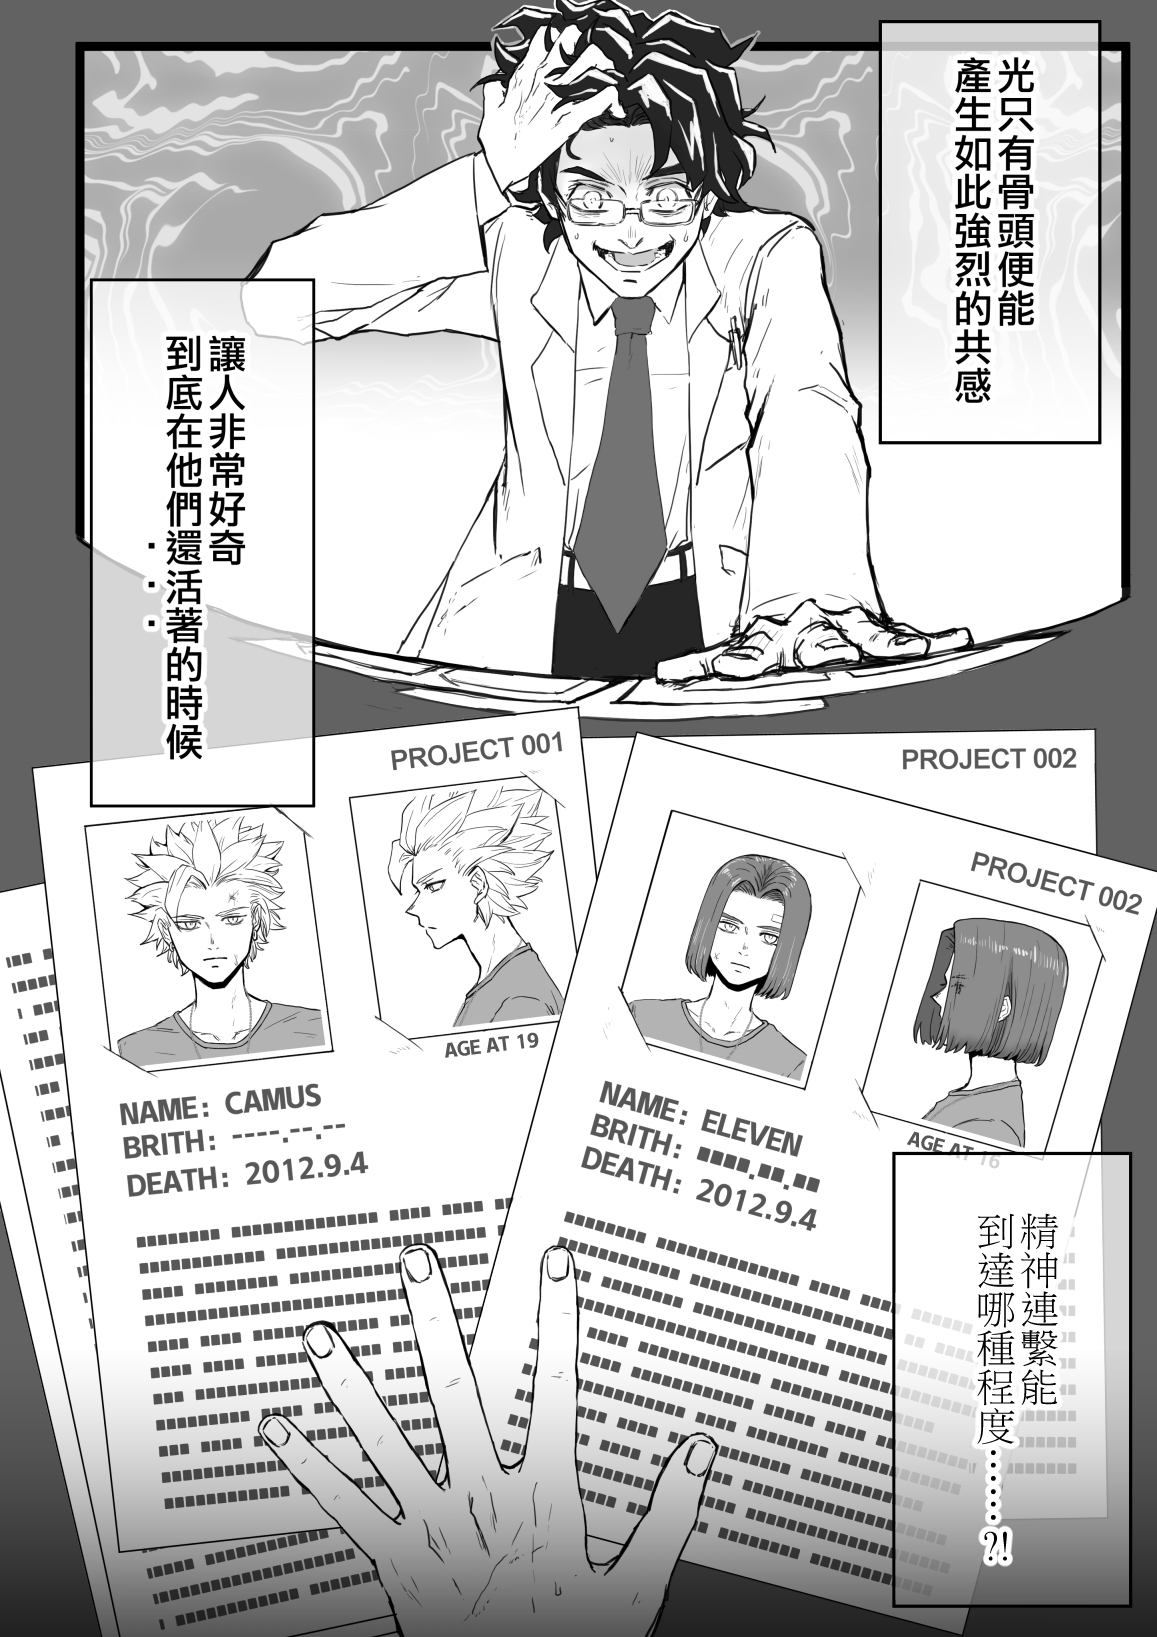 光只有骨頭便能
產生如此強烈的共感
讓人非常好奇
到底在他們還活著的時候
PROJECT 001
AGE AT 19
NAME: CAMUS
BRITH: ----.--.--
DEATH: 2012.9.4
PROJECT 002
PROJECT 002
AGE AT 16
NAME: ELEVEN
BRITH: ■■■■.■■.■■
DEATH: 2012.9.4
精神連繫能
到達哪種程度……?!